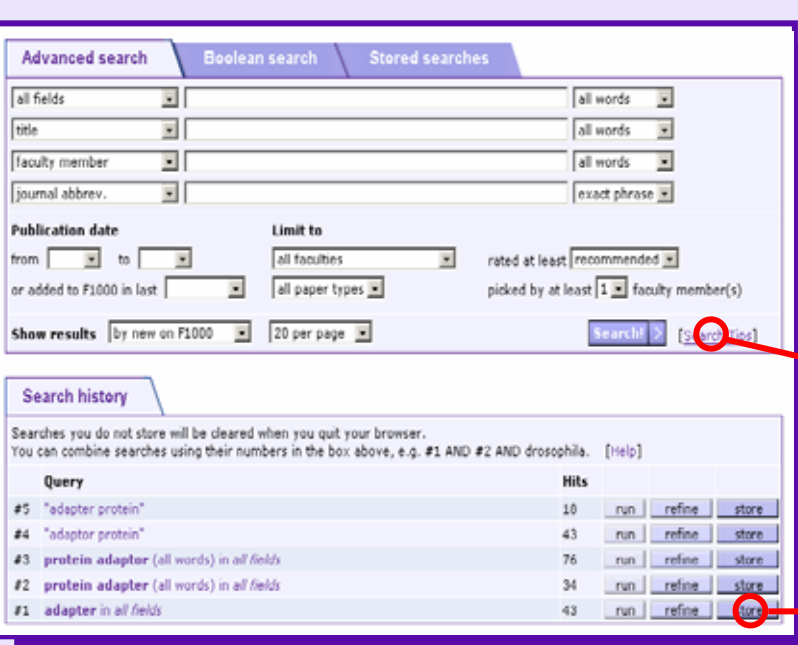 Advanced search Boolean search Stored searches
all fields all words
title all words
faculty member all words
journal abbrev. exact phrase
Publication date Limit to
from to all faculties rated at least recommended
or added to F1000 in last all paper types picked by at least 1 faculty member(s)
Show results by new on F1000 20 per page Search! > [Search Tips]
Search history
Searches you do not store will be cleared when you quit your browser.
You can combine searches using their numbers in the box above, e.g. #1 AND #2 AND drosophila. [Help]
Query Hits
#5 "adapter protein" 10 run refine store
#4 "adaptor protein" 43 run refine store
#3 protein adaptor (all words) in all fields 76 run refine store
#2 protein adapter (all words) in all fields 34 run refine store
#1 adapter in all fields 43 run refine store